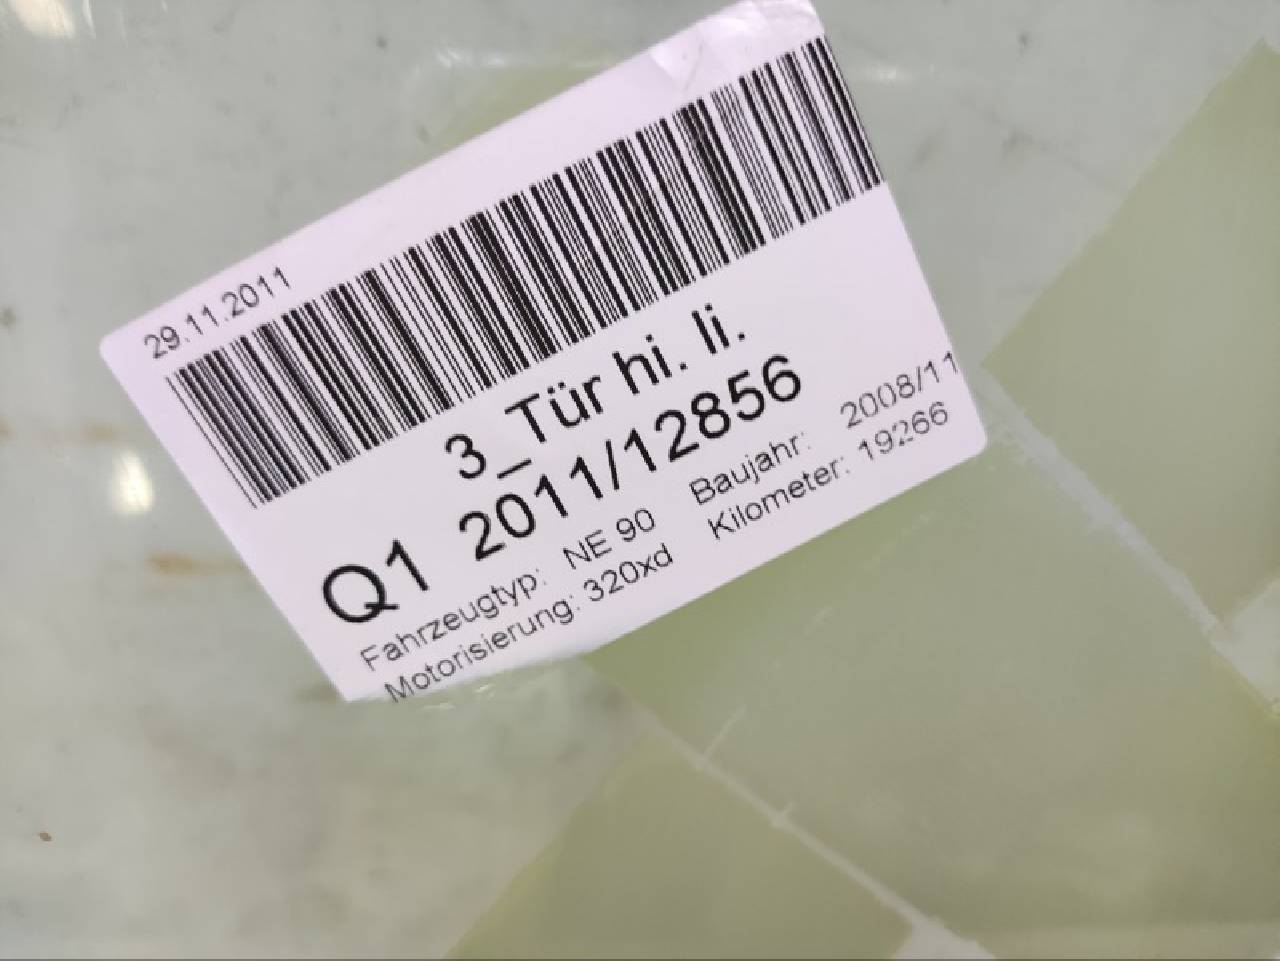 29.11.2011
3_Tür hi. li.
Q1 2011/12856
Fahrzeugtyp: NE 90 Baujahr: 2008/11
Motorisierung: 320xd Kilometer: 19266